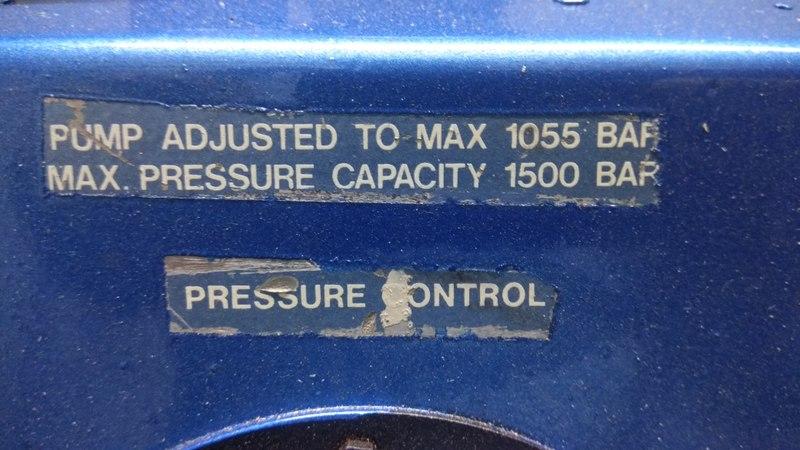 PUMP ADJUSTED TO MAX 1055 BAR
MAX. PRESSURE CAPACITY 1500 BAR
PRESSURE CONTROL